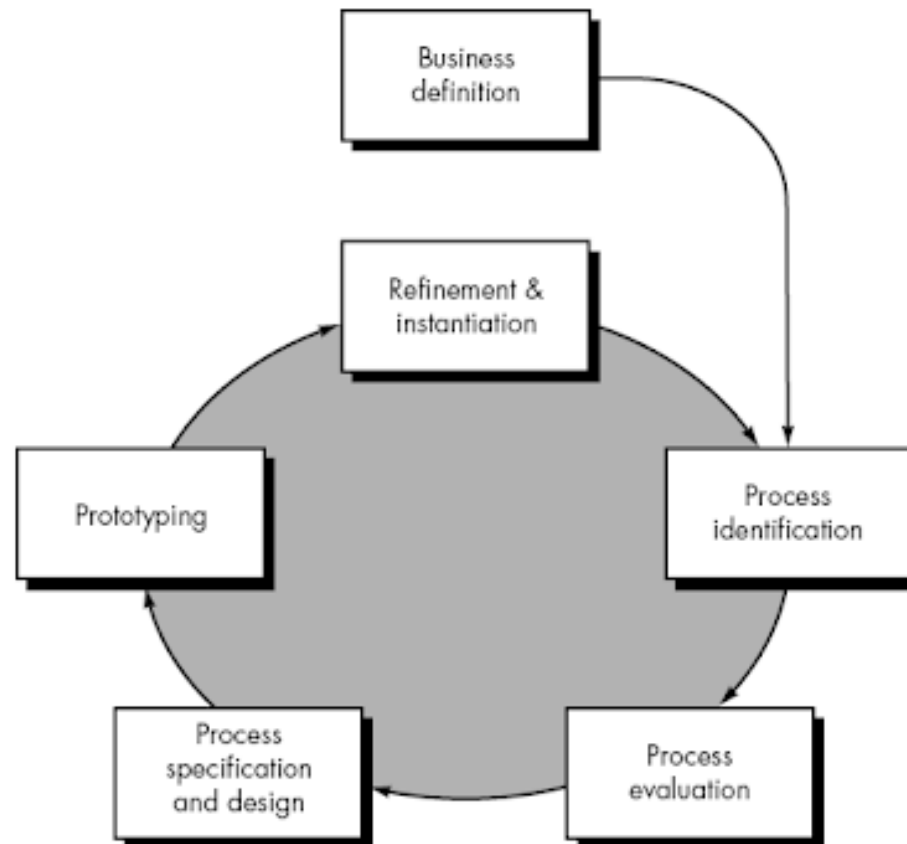 Business
definition
Refinement &
instantiation
Prototyping
Process
identification
Process
specification
and design
Process
evaluation